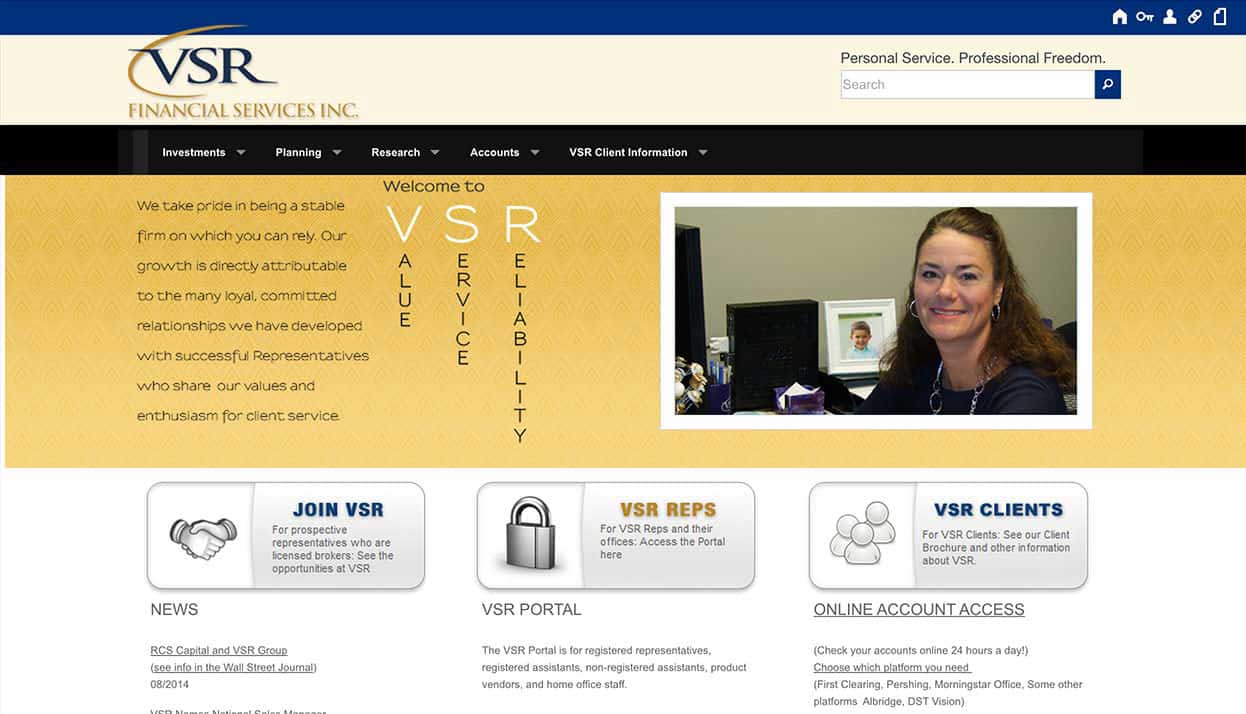 VSR
FINANCIAL SERVICES INC.
Personal Service. Professional Freedom.
Search
Investments
Planning
Research
Accounts
VSR Client Information
We take pride in being a stable
firm on which you can rely. Our
growth is directly attributable
to the many loyal, committed
relationships we have developed
with successful Representatives
who share our values and
enthusiasm for client service.
Welcome to
VALUE
SERVICE
RELIABILITY
JOIN VSR
For prospective
representatives who are
licensed brokers: See the
opportunities at VSR
VSR REPS
For VSR Reps and their
offices: Access the Portal
here
VSR CLIENTS
For VSR Clients: See our Client
Brochure and other information
about VSR.
NEWS
RCS Capital and VSR Group
(see info in the Wall Street Journal)
08/2014
VSR Names National Sales Manager
VSR PORTAL
The VSR Portal is for registered representatives,
registered assistants, non-registered assistants, product
vendors, and home office staff.
ONLINE ACCOUNT ACCESS
(Check your accounts online 24 hours a day!)
Choose which platform you need
(First Clearing, Pershing, Morningstar Office, Some other
platforms Albridge, DST Vision)